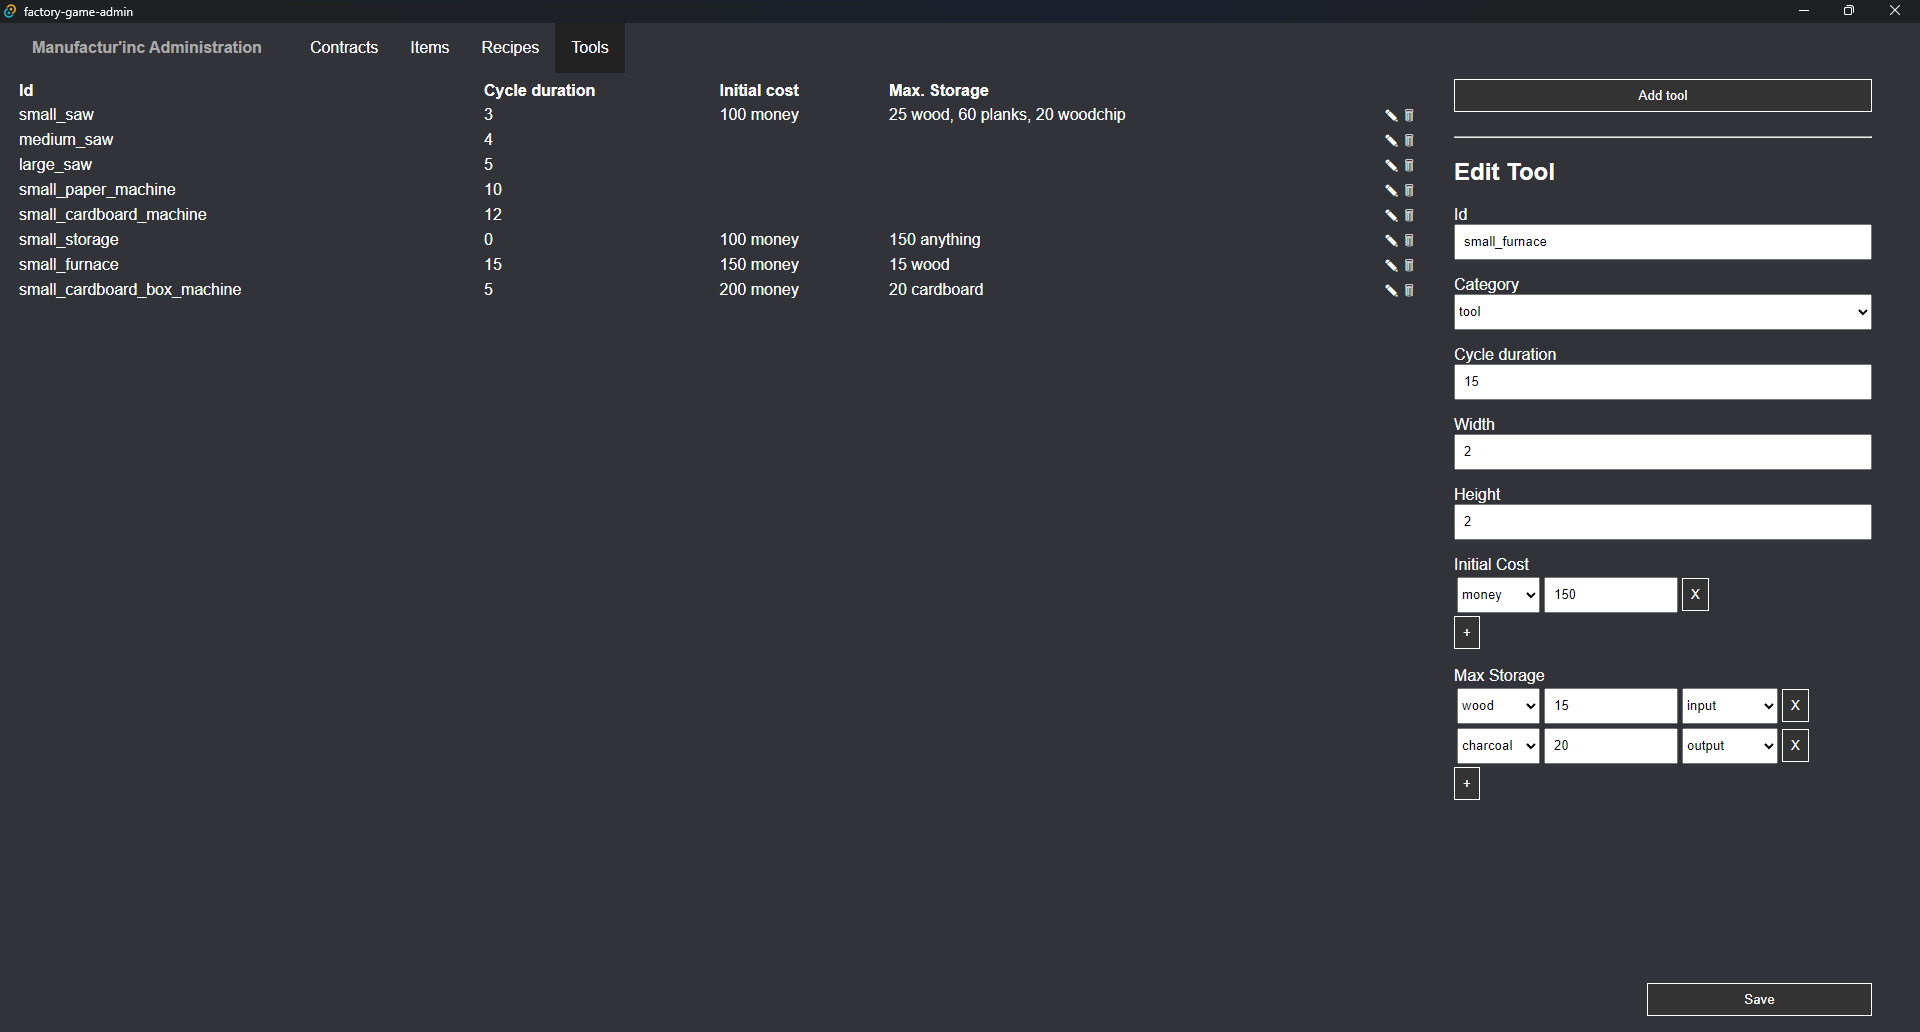 factory-game-admin
Manufactur'inc Administration Contracts Items Recipes Tools
Id Cycle duration Initial cost Max. Storage
small_saw 3 100 money 25 wood, 60 planks, 20 woodchip
medium_saw 4
large_saw 5
small_paper_machine 10
small_cardboard_machine 12
small_storage 0 100 money 150 anything
small_furnace 15 150 money 15 wood
small_cardboard_box_machine 5 200 money 20 cardboard
Add tool
Edit Tool
Id
small_furnace
Category
tool
Cycle duration
15
Width
2
Height
2
Initial Cost
money 150 X
+
Max Storage
wood 15 input X
charcoal 20 output X
+
Save